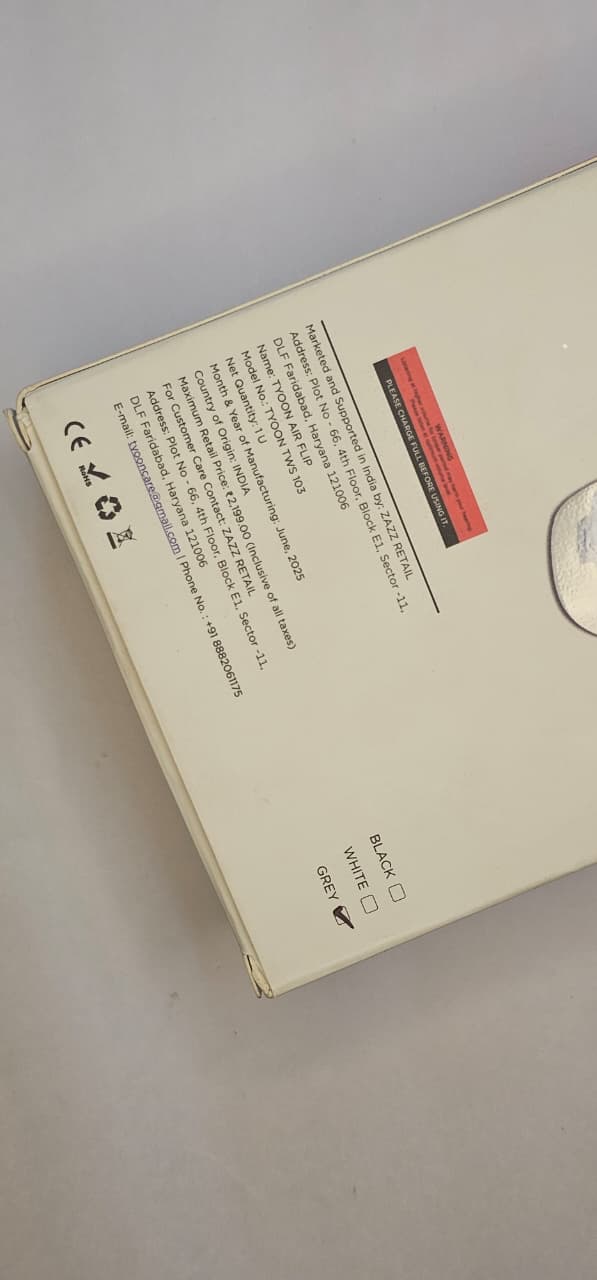 WARNING
PLEASE CHARGE FULL BEFORE USING IT.
Marketed and Supported in India by: ZAZZ RETAIL
Address: Plot No - 66, 4th Floor, Block E1, Sector -11,
DLF Faridabad, Haryana 121006
Name: TYOON AIR FLIP
Model No.: TYOON TWS 103
Net Quantity: 1 U
Month & Year of Manufacturing: June, 2025
Country of Origin: INDIA
Maximum Retail Price: ₹2,199.00 (Inclusive of all taxes)
For Customer Care Contact: ZAZZ RETAIL
Address: Plot No - 66, 4th Floor, Block E1, Sector -11,
DLF Faridabad, Haryana 121006
E-mail: tyooncare@gmail.com | Phone No. : +91 8882061175
CE
RoHS
BLACK
WHITE
GREY